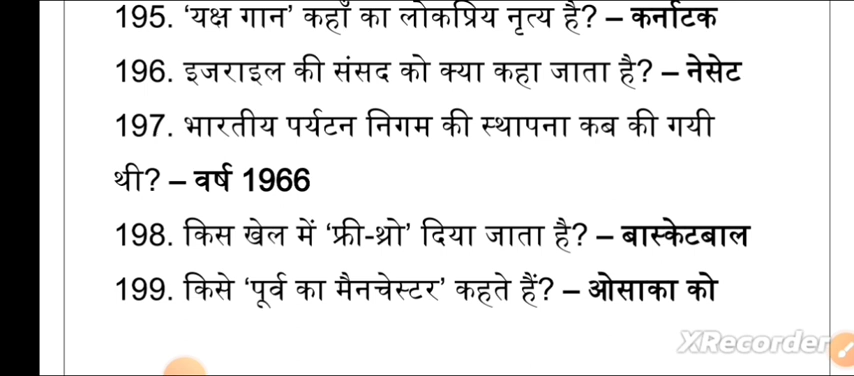 195. ‘यक्ष गान’ कहाँ का लोकप्रिय नृत्य है? – कर्नाटक
196. इजराइल की संसद को क्या कहा जाता है? – नेसेट
197. भारतीय पर्यटन निगम की स्थापना कब की गयी
थी? – वर्ष 1966
198. किस खेल में ‘फ्री-थ्रो’ दिया जाता है? – बास्केटबाल
199. किसे ‘पूर्व का मैनचेस्टर’ कहते हैं? – ओसाका को
XRecorder